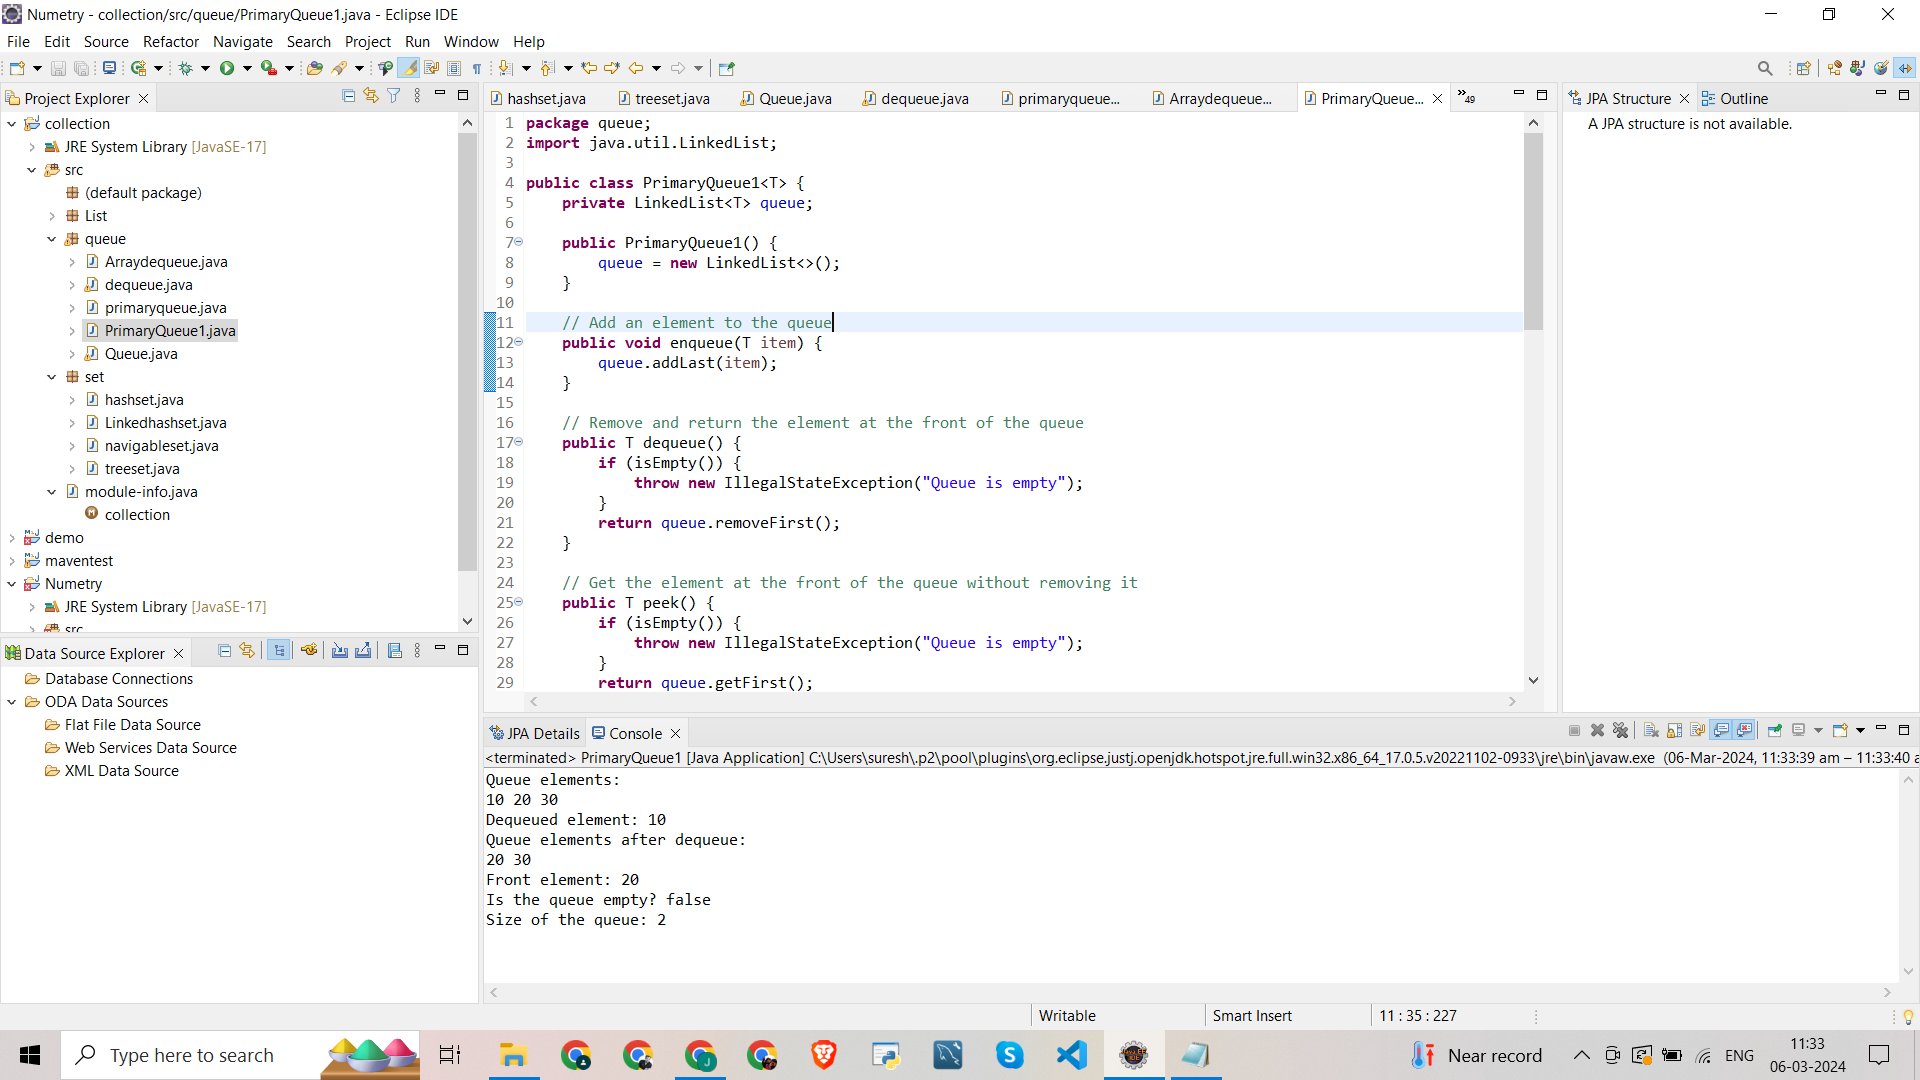 Numetry - collection/src/queue/PrimaryQueue1.java - Eclipse IDE
File Edit Source Refactor Navigate Search Project Run Window Help
Project Explorer
collection
JRE System Library [JavaSE-17]
src
(default package)
List
queue
Arraydequeue.java
dequeue.java
primaryqueue.java
PrimaryQueue1.java
Queue.java
set
hashset.java
Linkedhashset.java
navigableset.java
treeset.java
module-info.java
collection
demo
maventest
Numetry
JRE System Library [JavaSE-17]
src
Data Source Explorer
Database Connections
ODA Data Sources
Flat File Data Source
Web Services Data Source
XML Data Source
hashset.java treeset.java Queue.java dequeue.java primaryqueue... Arraydequeue... PrimaryQueue... »49
1 package queue;
2 import java.util.LinkedList;
3
4 public class PrimaryQueue1<T> {
5 private LinkedList<T> queue;
6
7 public PrimaryQueue1() {
8 queue = new LinkedList<>();
9 }
10
11 // Add an element to the queue
12 public void enqueue(T item) {
13 queue.addLast(item);
14 }
15
16 // Remove and return the element at the front of the queue
17 public T dequeue() {
18 if (isEmpty()) {
19 throw new IllegalStateException("Queue is empty");
20 }
21 return queue.removeFirst();
22 }
23
24 // Get the element at the front of the queue without removing it
25 public T peek() {
26 if (isEmpty()) {
27 throw new IllegalStateException("Queue is empty");
28 }
29 return queue.getFirst();
JPA Structure Outline
A JPA structure is not available.
JPA Details Console
<terminated> PrimaryQueue1 [Java Application] C:\Users\suresh\.p2\pool\plugins\org.eclipse.justj.openjdk.hotspot.jre.full.win32.x86_64_17.0.5.v20221102-0933\jre\bin\javaw.exe (06-Mar-2024, 11:33:39 am – 11:33:40 a
Queue elements:
10 20 30
Dequeued element: 10
Queue elements after dequeue:
20 30
Front element: 20
Is the queue empty? false
Size of the queue: 2
Writable Smart Insert 11 : 35 : 227
Type here to search
Near record
ENG
11:33
06-03-2024